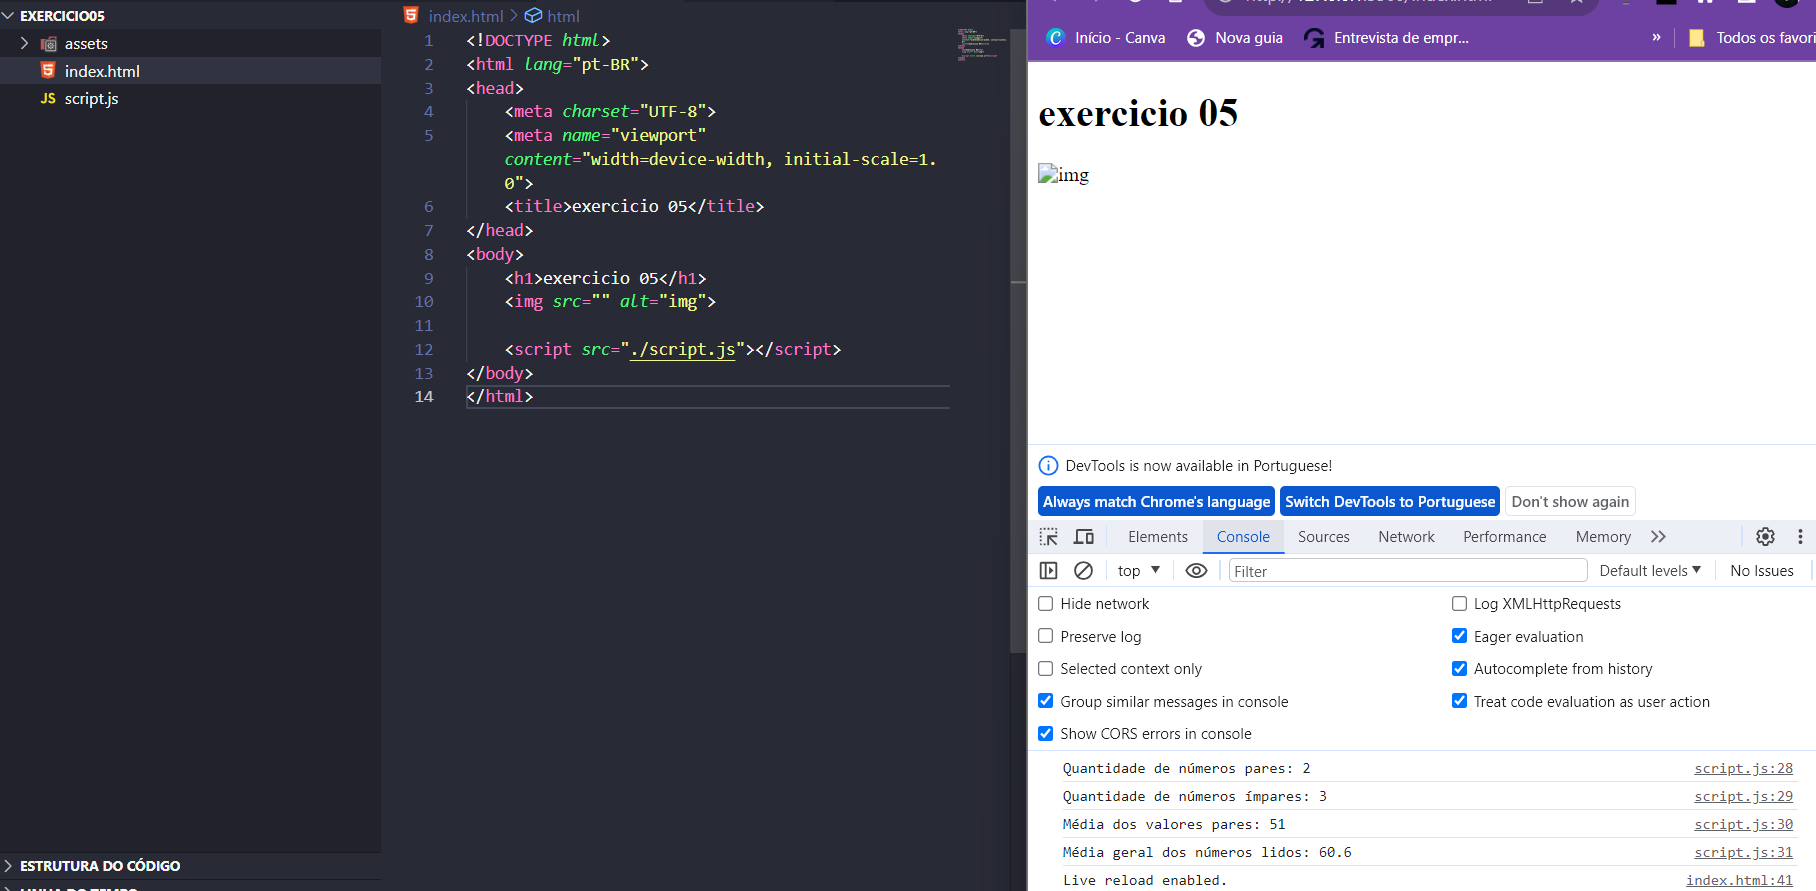 EXERCICIO05
assets
index.html
JS script.js
ESTRUTURA DO CÓDIGO
index.html > html
1 <!DOCTYPE html>
2 <html lang="pt-BR">
3 <head>
4 <meta charset="UTF-8">
5 <meta name="viewport"
content="width=device-width, initial-scale=1.
0">
6 <title>exercicio 05</title>
7 </head>
8 <body>
9 <h1>exercicio 05</h1>
10 <img src="" alt="img">
11
12 <script src="./script.js"></script>
13 </body>
14 </html>
Início - Canva
Nova guia
Entrevista de empr...
»
Todos os favori
exercicio 05
img
DevTools is now available in Portuguese!
Always match Chrome's language
Switch DevTools to Portuguese
Don't show again
Elements
Console
Sources
Network
Performance
Memory
top
Filter
Default levels
No Issues
Hide network
Log XMLHttpRequests
Preserve log
Eager evaluation
Selected context only
Autocomplete from history
Group similar messages in console
Treat code evaluation as user action
Show CORS errors in console
Quantidade de números pares: 2 script.js:28
Quantidade de números ímpares: 3 script.js:29
Média dos valores pares: 51 script.js:30
Média geral dos números lidos: 60.6 script.js:31
Live reload enabled. index.html:41